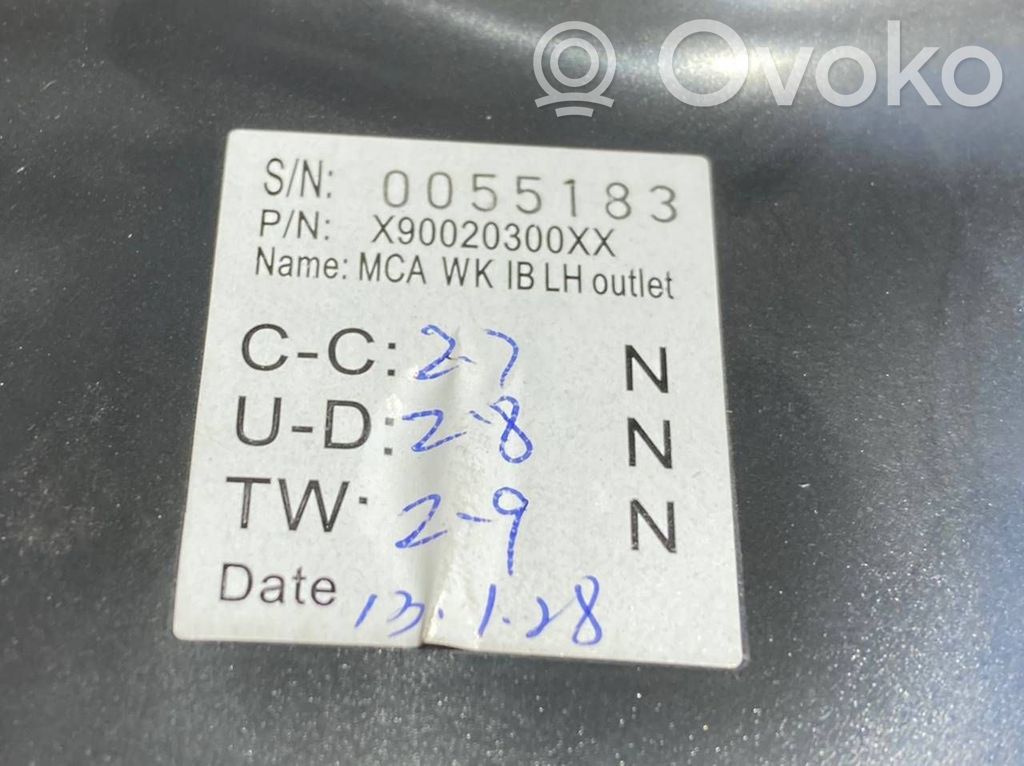 Ovoko
S/N: 0055183
P/N: X90020300XX
Name: MCA WK IB LH outlet
C-C: 2-7 N
U-D: 2-8 N
TW: 2-9 N
Date 13.1.28